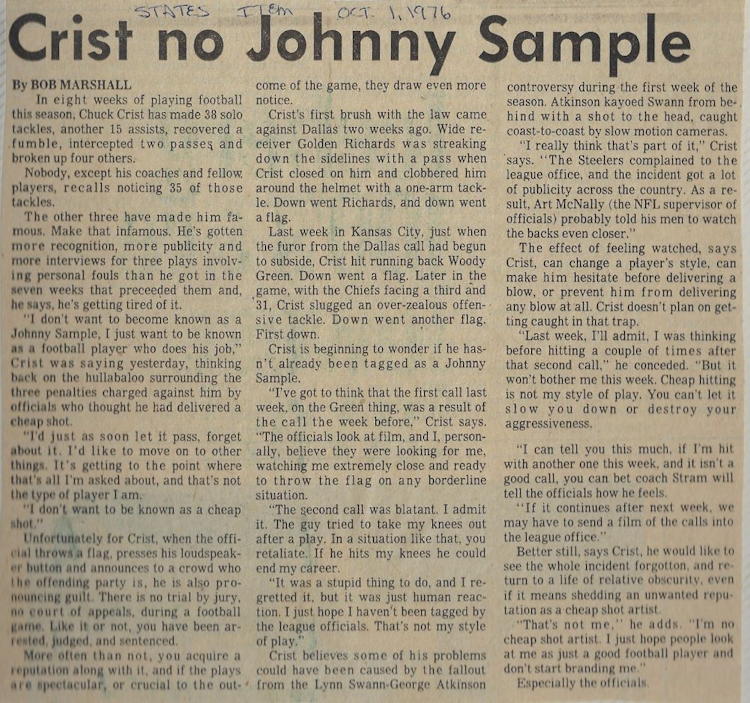 STATES ITEM OCT. 1, 1976
Crist no Johnny Sample
By BOB MARSHALL
In eight weeks of playing football
this season, Chuck Crist has made 38 solo
tackles, another 15 assists, recovered a
fumble, intercepted two passes and
broken up four others.
Nobody, except his coaches and fellow
players, recalls noticing 35 of those
tackles.
The other three have made him fa-
mous. Make that infamous. He's gotten
more recognition, more publicity and
more interviews for three plays involv-
ing personal fouls than he got in the
seven weeks that preceeded them and,
he says, he's getting tired of it.
"I don't want to become known as a
Johnny Sample, I just want to be known
as a football player who does his job,"
Crist was saying yesterday, thinking
back on the hullabaloo surrounding the
three penalties charged against him by
officials who thought he had delivered a
cheap shot.
"I'd just as soon let it pass, forget
about it. I'd like to move on to other
things. It's getting to the point where
that's all I'm asked about, and that's not
the type of player I am.
"I don't want to be known as a cheap
shot."
Unfortunately for Crist, when the offi-
cial throws a flag, presses his loudspeak-
er button and announces to a crowd who
the offending party is, he is also pro-
nouncing guilt. There is no trial by jury,
no court of appeals, during a football
game. Like it or not, you have been ar-
rested, judged, and sentenced.
More often than not, you acquire a
reputation along with it, and if the plays
are spectacular, or crucial to the out-
come of the game, they draw even more
notice.
Crist's first brush with the law came
against Dallas two weeks ago. Wide re-
ceiver Golden Richards was streaking
down the sidelines with a pass when
Crist closed on him and clobbered him
around the helmet with a one-arm tack-
le. Down went Richards, and down went
a flag.
Last week in Kansas City, just when
the furor from the Dallas call had begun
to subside, Crist hit running back Woody
Green. Down went a flag. Later in the
game, with the Chiefs facing a third and
31, Crist slugged an over-zealous offen-
sive tackle. Down went another flag.
First down.
Crist is beginning to wonder if he has-
n't already been tagged as a Johnny
Sample.
"I've got to think that the first call last
week, on the Green thing, was a result of
the call the week before," Crist says.
"The officials look at film, and I, person-
ally, believe they were looking for me,
watching me extremely close and ready
to throw the flag on any borderline
situation.
"The second call was blatant. I admit
it. The guy tried to take my knees out
after a play. In a situation like that, you
retaliate. If he hits my knees he could
end my career.
"It was a stupid thing to do, and I re-
gretted it, but it was just human reac-
tion. I just hope I haven't been tagged by
the league officials. That's not my style
of play."
Crist believes some of his problems
could have been caused by the fallout
from the Lynn Swann-George Atkinson
controversy during the first week of the
season. Atkinson kayoed Swann from be-
hind with a shot to the head, caught
coast-to-coast by slow motion cameras.
"I really think that's part of it," Crist
says. "The Steelers complained to the
league office, and the incident got a lot
of publicity across the country. As a re-
sult, Art McNally (the NFL supervisor of
officials) probably told his men to watch
the backs even closer."
The effect of feeling watched, says
Crist, can change a player's style, can
make him hesitate before delivering a
blow, or prevent him from delivering
any blow at all. Crist doesn't plan on get-
ting caught in that trap.
"Last week, I'll admit, I was thinking
before hitting a couple of times after
that second call," he conceded. "But it
won't bother me this week. Cheap hitting
is not my style of play. You can't let it
slow you down or destroy your
aggressiveness.
"I can tell you this much, if I'm hit
with another one this week, and it isn't a
good call, you can bet coach Stram will
tell the officials how he feels.
"If it continues after next week, we
may have to send a film of the calls into
the league office."
Better still, says Crist, he would like to
see the whole incident forgotten, and re-
turn to a life of relative obscurity, even
if it means shedding an unwanted repu-
tation as a cheap shot artist.
"That's not me," he adds. "I'm no
cheap shot artist. I just hope people look
at me as just a good football player and
don't start branding me."
Especially the officials.